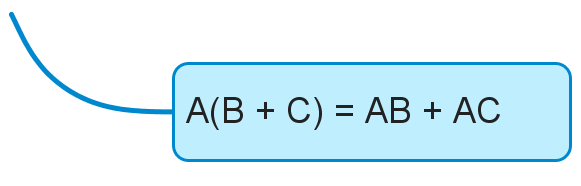 A(B + C) = AB + AC